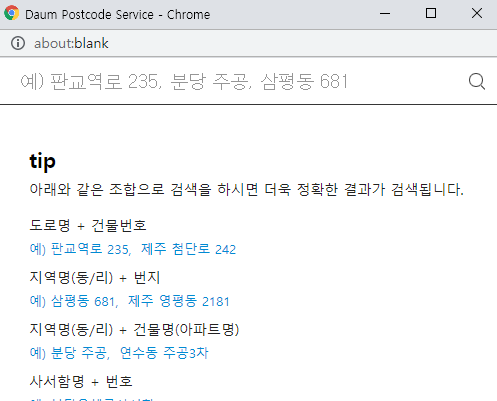 Daum Postcode Service - Chrome
about:blank
예) 판교역로 235, 분당 주공, 삼평동 681
tip
아래와 같은 조합으로 검색을 하시면 더욱 정확한 결과가 검색됩니다.
도로명 + 건물번호
예) 판교역로 235, 제주 첨단로 242
지역명(동/리) + 번지
예) 삼평동 681, 제주 영평동 2181
지역명(동/리) + 건물명(아파트명)
예) 분당 주공, 연수동 주공3차
사서함명 + 번호